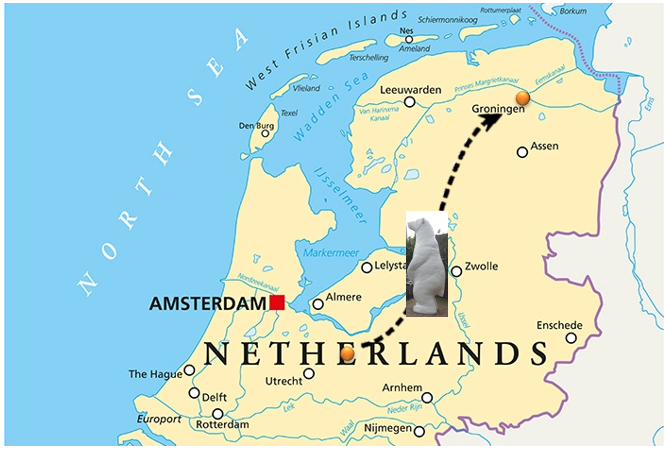 NORTH SEA
West Frisian Islands
Rottumerplaat
Borkum
Schiermonnikoog
Nes
Ameland
Terschelling
Vlieland
Texel
Den Burg
Wadden Sea
Leeuwarden
Van Harinxma
Kanaal
Prinses Margrietkanaal
Eemskanaal
Ems
Groningen
Assen
IJsselmeer
Markermeer
Lelysta
Zwolle
Noordzeekanaal
AMSTERDAM
Almere
IJssel
Enschede
NETHERLANDS
The Hague
Utrecht
Delft
Arnhem
Europort
Rotterdam
Lek
Neder Rijn
Waal
Nijmegen